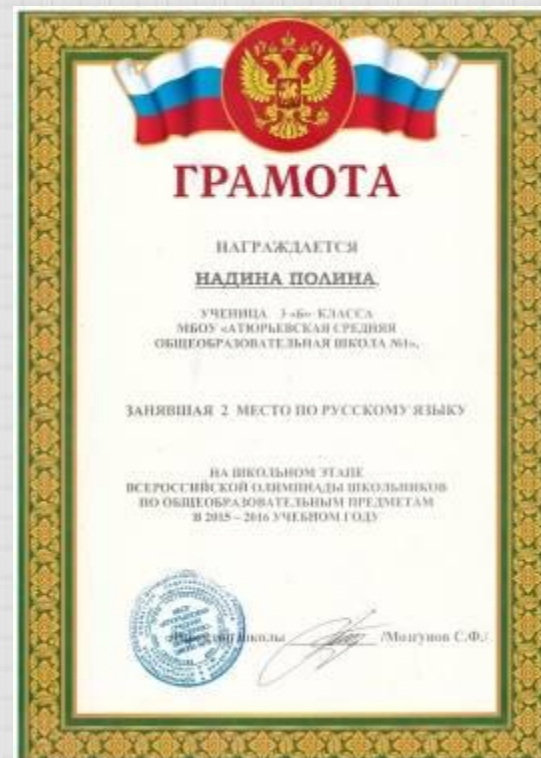 ГРАМОТА
НАГРАЖДАЕТСЯ
НАДИНА ПОЛИНА,
УЧЕНИЦА 3 «Б» КЛАССА
МБОУ «АТЮРЬЕВСКАЯ СРЕДНЯЯ
ОБЩЕОБРАЗОВАТЕЛЬНАЯ ШКОЛА №1»,
ЗАНЯВШАЯ 2 МЕСТО ПО РУССКОМУ ЯЗЫКУ
НА ШКОЛЬНОМ ЭТАПЕ
ВСЕРОССИЙСКОЙ ОЛИМПИАДЫ ШКОЛЬНИКОВ
ПО ОБЩЕОБРАЗОВАТЕЛЬНЫМ ПРЕДМЕТАМ
В 2015 – 2016 УЧЕБНОМ ГОДУ
школы /Мозгунов С.Ф./